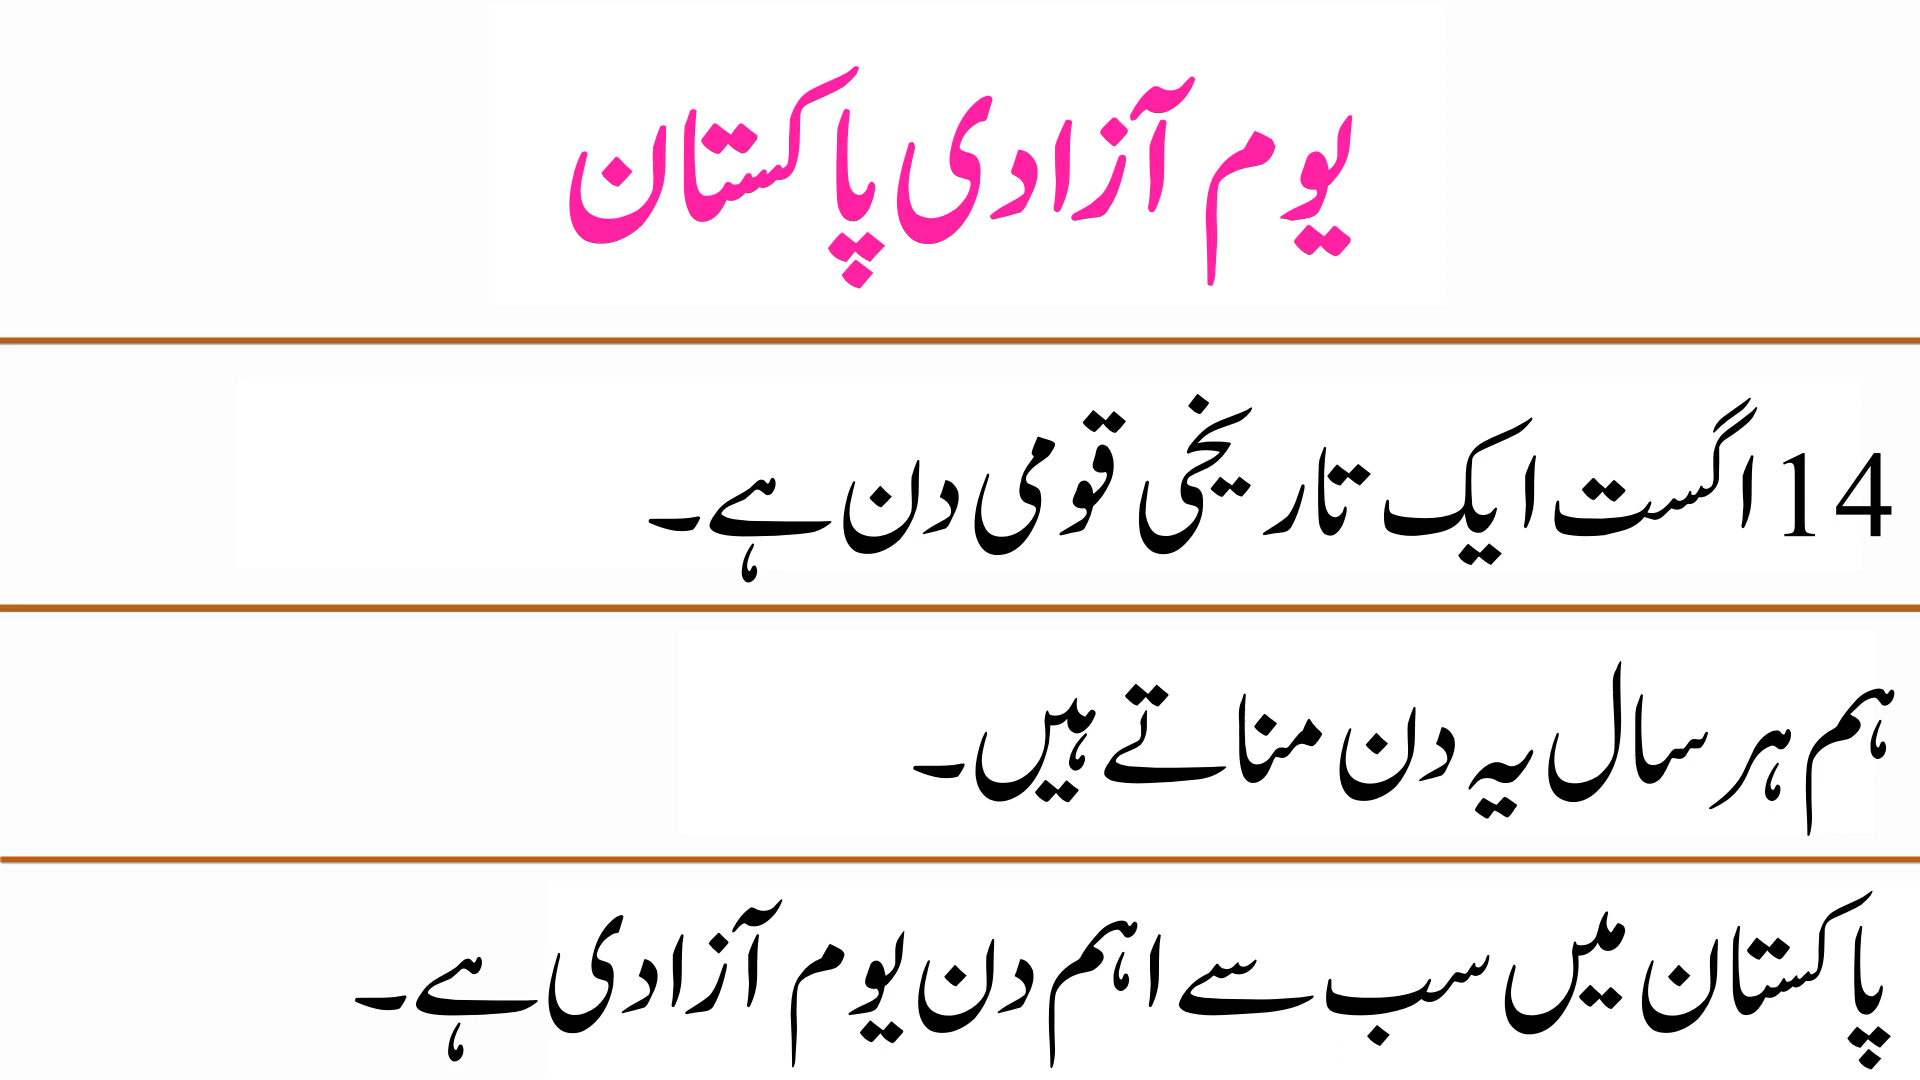 یوم آزادی پاکستان
14 اگست ایک تاریخی قومی دن ہے۔
ہم ہر سال یہ دن مناتے ہیں۔
پاکستان میں سب سے اہم دن یوم آزادی ہے۔